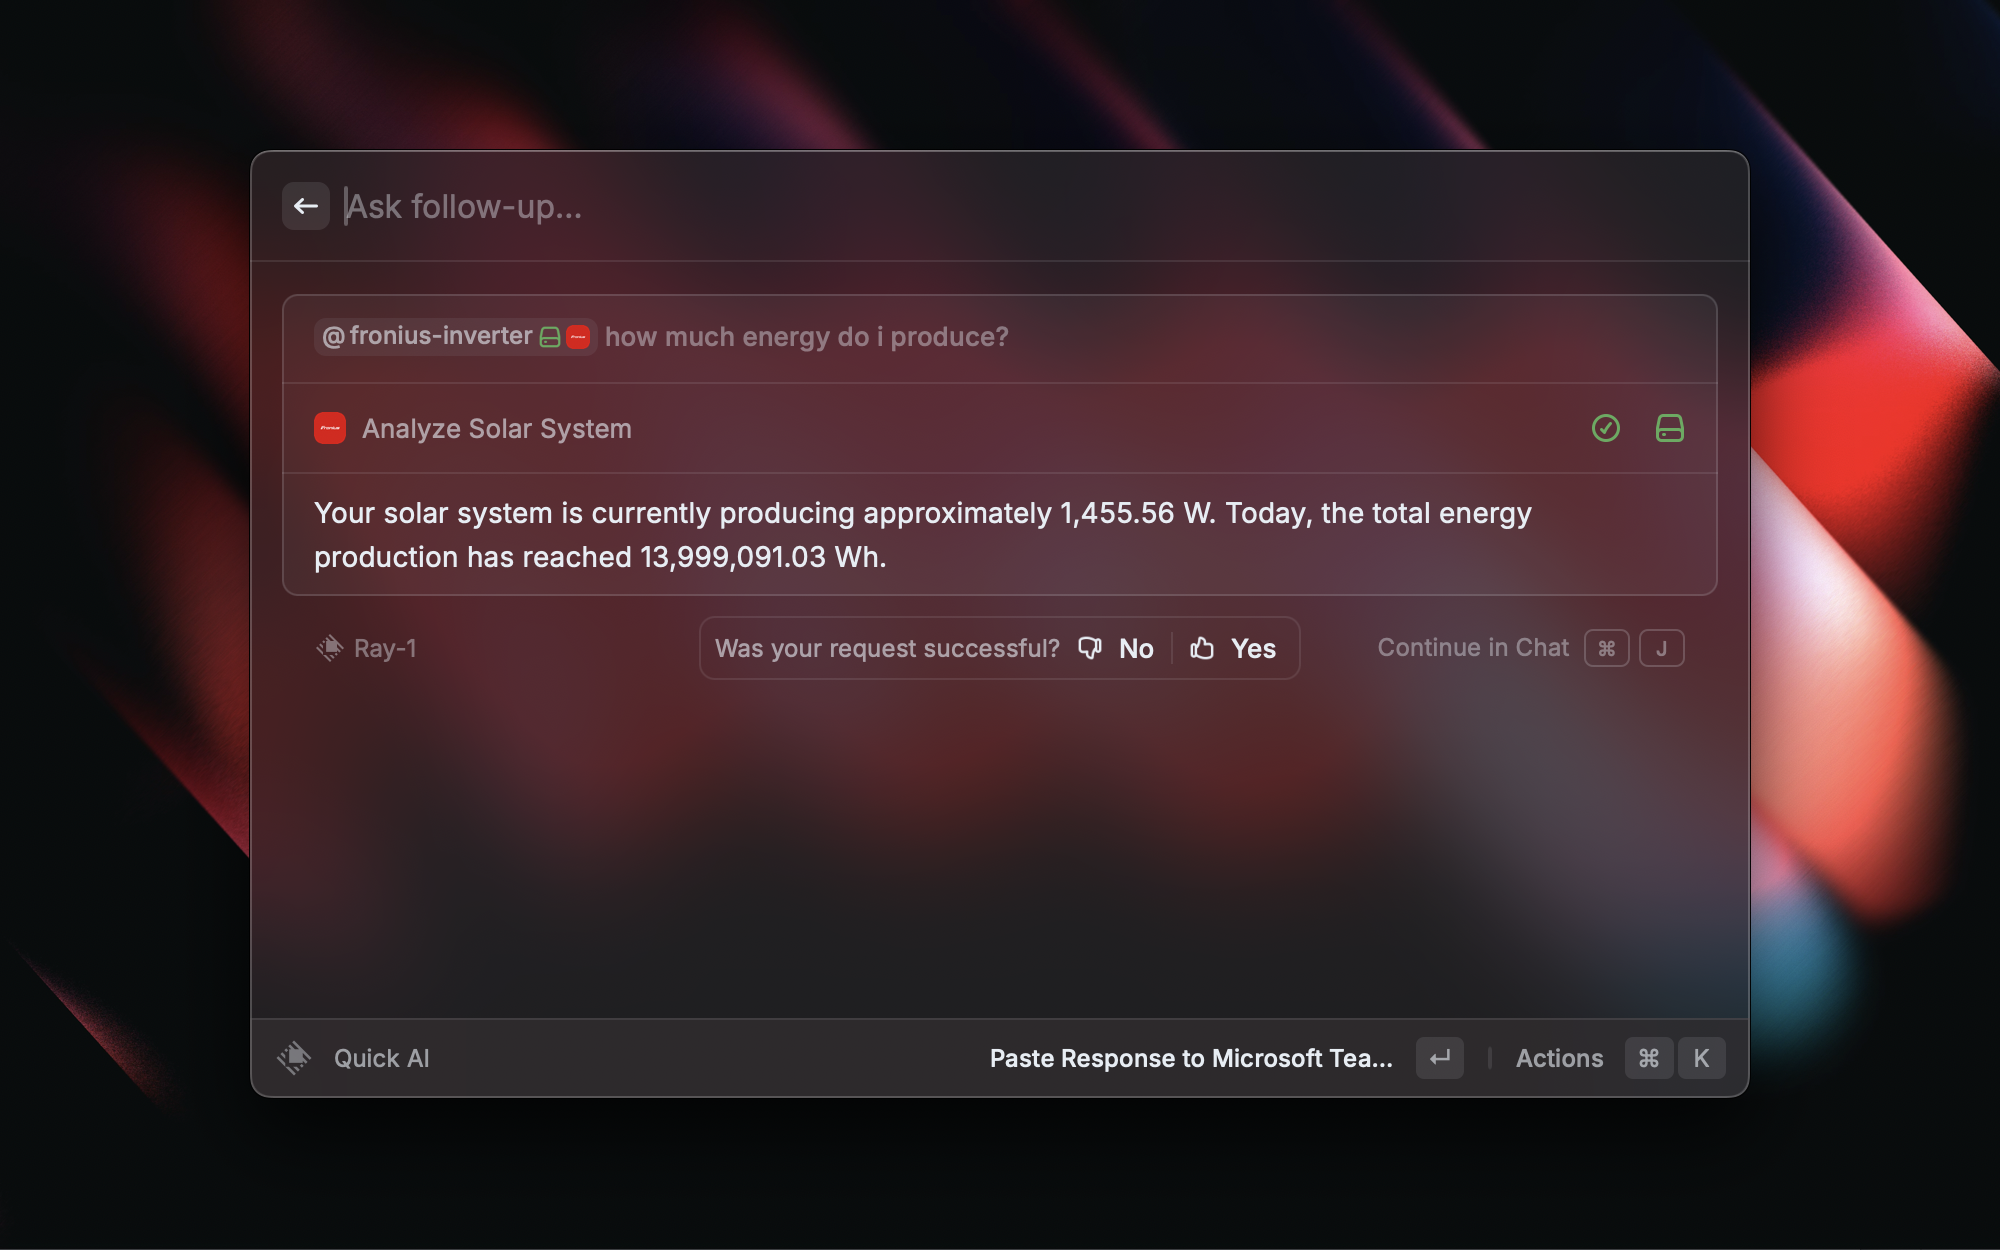 Ask follow-up...
@fronius-inverter how much energy do i produce?
Analyze Solar System
Your solar system is currently producing approximately 1,455.56 W. Today, the total energy
production has reached 13,999,091.03 Wh.
Ray-1
Was your request successful? No Yes
Continue in Chat ⌘ J
Quick AI
Paste Response to Microsoft Tea... ↵ Actions ⌘ K